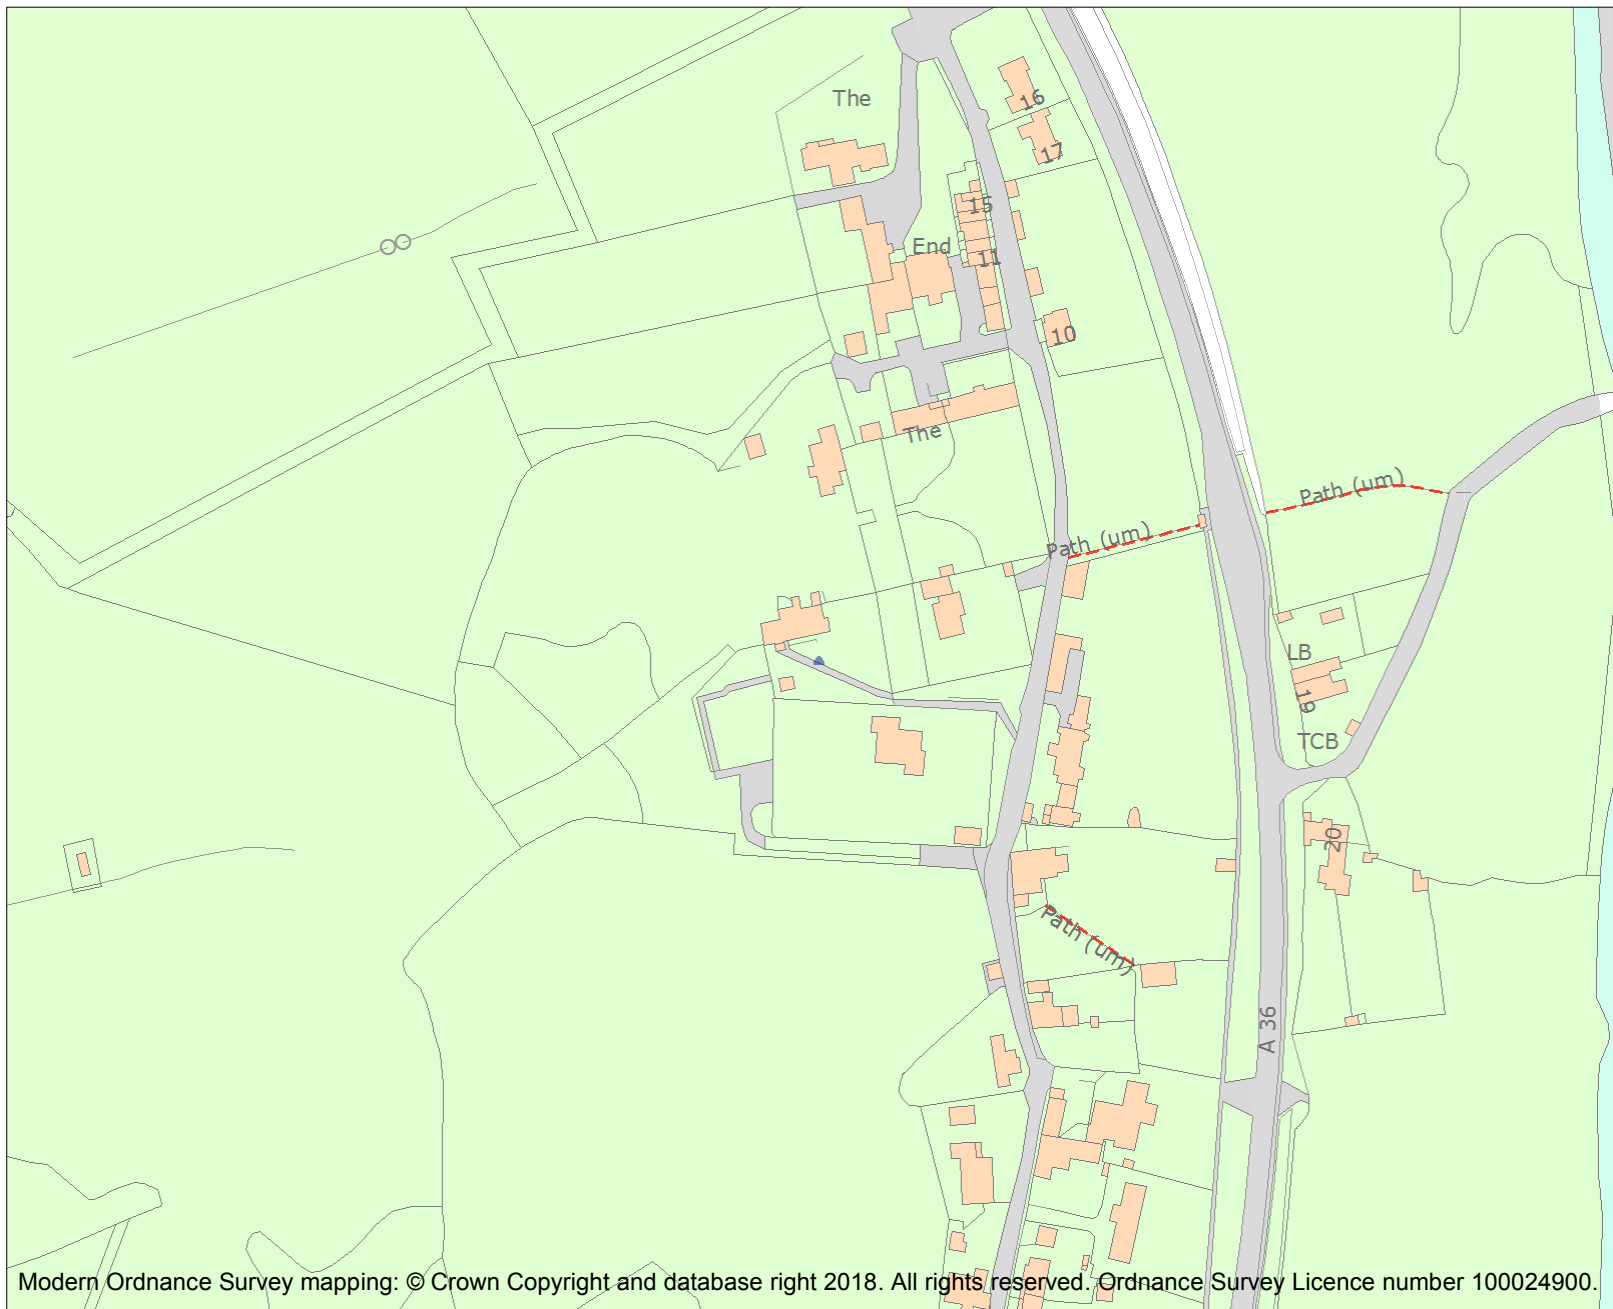 The
16
17
15
End
11
10
The
Path (um)
Path (um)
LB
19
TCB
20
Path (um)
A 36
Modern Ordnance Survey mapping: © Crown Copyright and database right 2018. All rights reserved. Ordnance Survey Licence number 100024900.